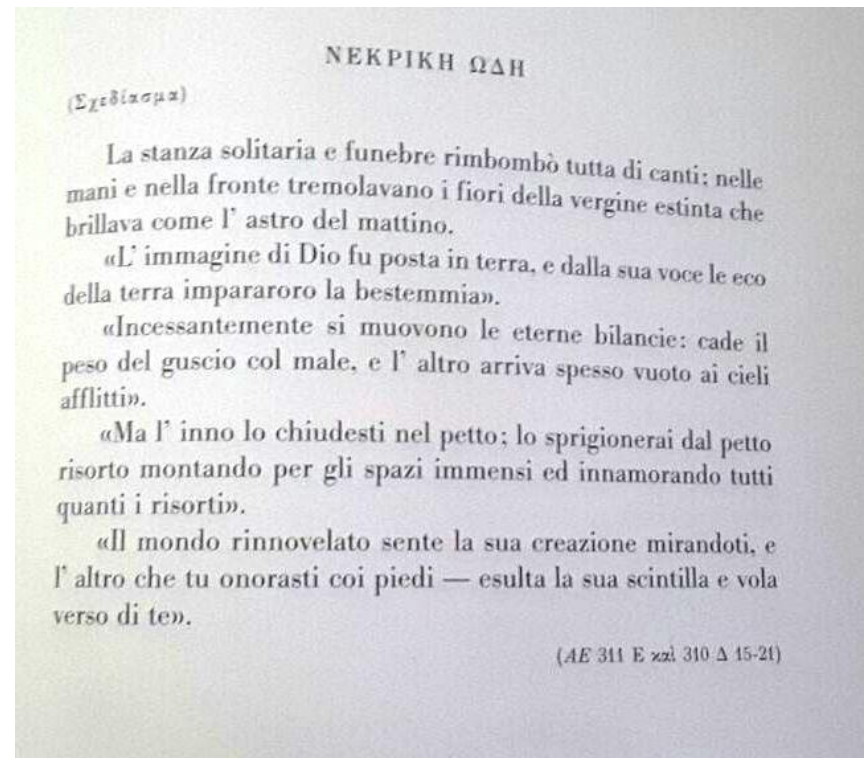 ΝΕΚΡΙΚΗ ΩΔΗ
(Σχεδίασμα)
La stanza solitaria e funebre rimbombò tutta di canti; nelle
mani e nella fronte tremolavano i fiori della vergine estinta che
brillava come l' astro del mattino.
«L' immagine di Dio fu posta in terra, e dalla sua voce le eco
della terra impararoro la bestemmia».
«Incessantemente si muovono le eterne bilancie: cade il
peso del guscio col male, e l' altro arriva spesso vuoto ai cieli
afflitti».
«Ma l' inno lo chiudesti nel petto; lo sprigionerai dal petto
risorto montando per gli spazi immensi ed innamorando tutti
quanti i risorti».
«Il mondo rinnovelato sente la sua creazione mirandoti, e
l' altro che tu onorasti coi piedi — esulta la sua scintilla e vola
verso di te».
(AE 311 E καὶ 310 Δ 15-21)